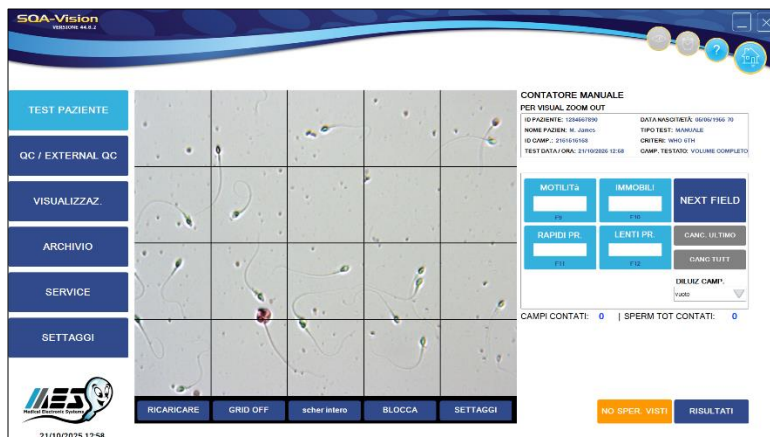 SQA-Vision
VERSIONE 44.0.2
?
TEST PAZIENTE
QC / EXTERNAL QC
VISUALIZZAZ.
ARCHIVIO
SERVICE
SETTAGGI
MES
Medical Electronic Systems
21/10/2025 12:58
RICARICARE
GRID OFF
scher intero
BLOCCA
SETTAGGI
CONTATORE MANUALE
PER VISUAL ZOOM OUT
ID PAZIENTE: 1234567890
DATA NASCITÀ/ETÀ: 06/06/1955 70
NOME PAZIEN: M. James
TIPO TEST: MANUALE
ID CAMP.: 2161616158
CRITERI: WHO 6TH
TEST DATA / ORA: 21/10/2025 12:58
CAMP. TESTATO: VOLUME COMPLETO
MOTILITà
F9
IMMOBILI
F10
NEXT FIELD
RAPIDI PR.
F11
LENTI PR.
F12
CANC. ULTIMO
CANC TUTT
DILUIZ CAMP.
vuoto
CAMPI CONTATI: 0 | SPERM TOT CONTATI: 0
NO SPER. VISTI
RISULTATI